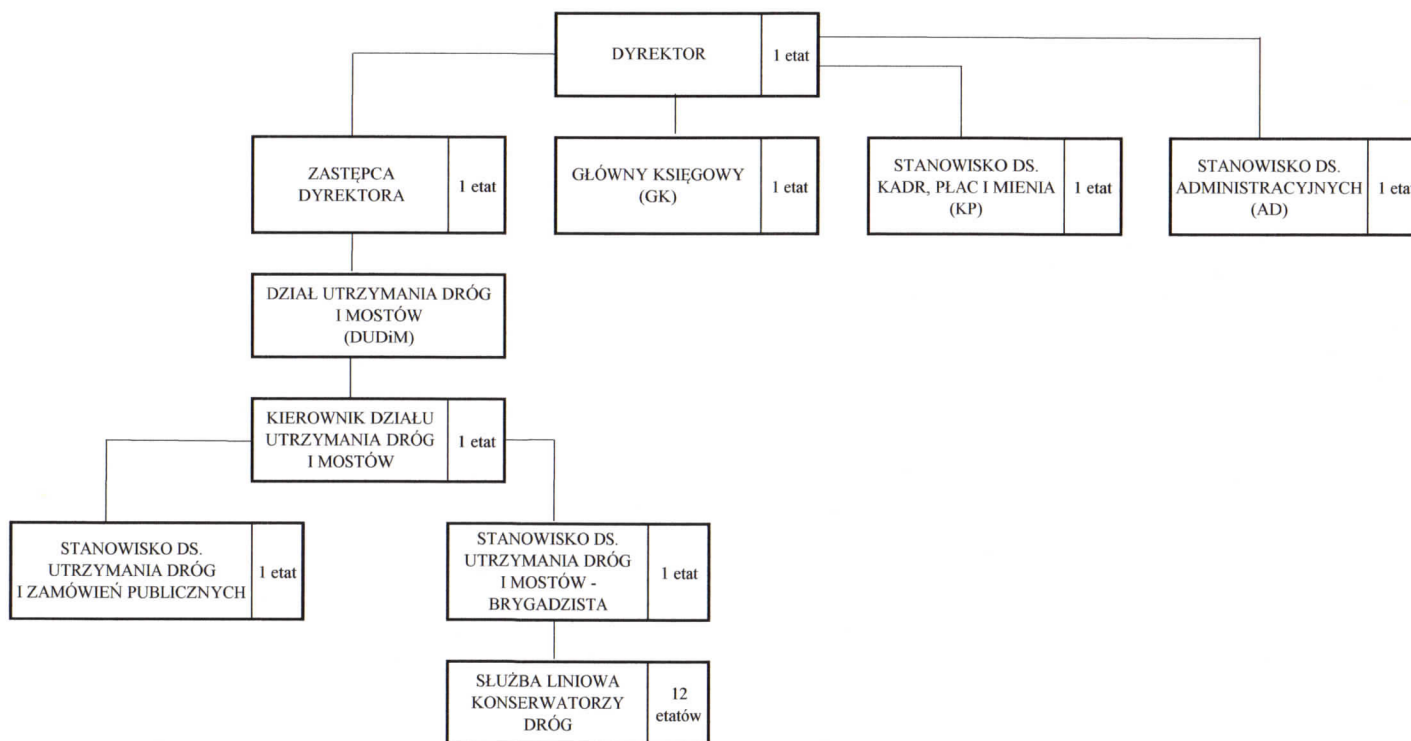 DYREKTOR
1 etat
ZASTĘPCA
DYREKTORA
1 etat
GŁÓWNY KSIĘGOWY
(GK)
1 etat
STANOWISKO DS.
KADR, PŁAC I MIENIA
(KP)
1 etat
STANOWISKO DS.
ADMINISTRACYJNYCH
(AD)
1 etat
DZIAŁ UTRZYMANIA DRÓG
I MOSTÓW
(DUDiM)
KIEROWNIK DZIAŁU
UTRZYMANIA DRÓG
I MOSTÓW
1 etat
STANOWISKO DS.
UTRZYMANIA DRÓG
I ZAMÓWIEŃ PUBLICZNYCH
1 etat
STANOWISKO DS.
UTRZYMANIA DRÓG
I MOSTÓW -
BRYGADZISTA
1 etat
SŁUŻBA LINIOWA
KONSERWATORZY
DRÓG
12
etatów